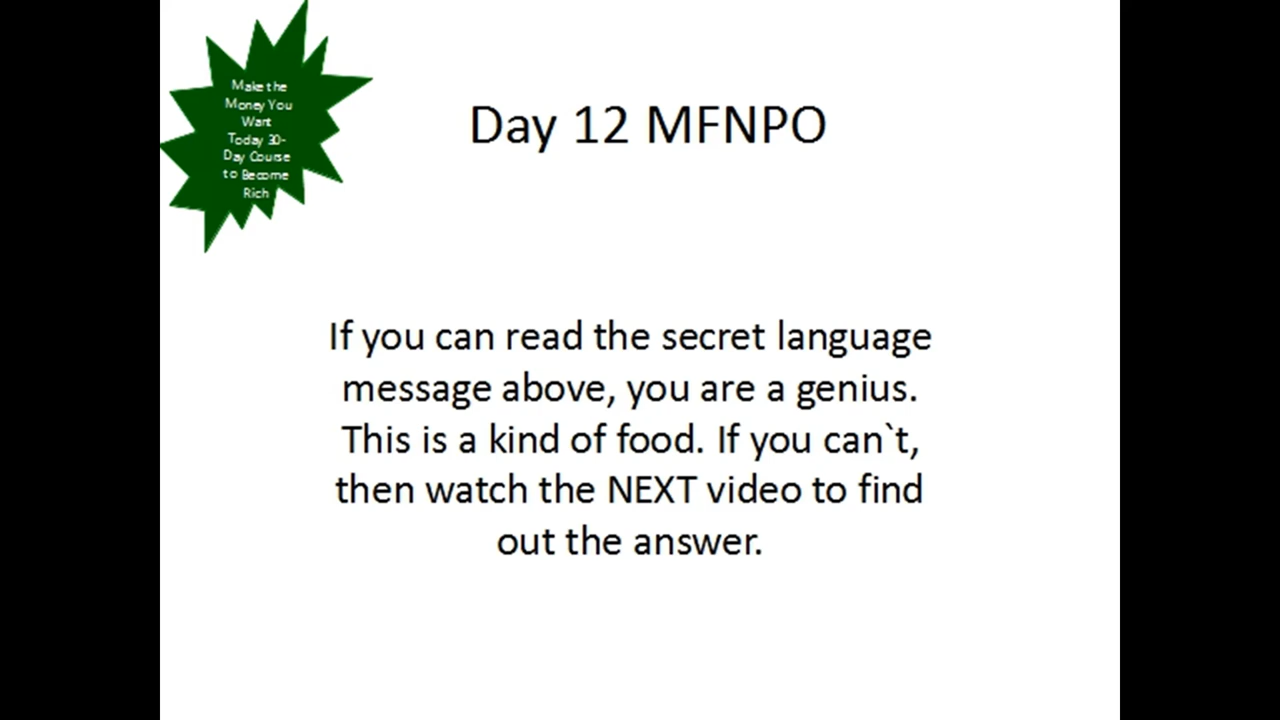 Make the
Money You
Want
Today 30-
Day Course
to Become
Rich
Day 12 MFNPO
If you can read the secret language
message above, you are a genius.
This is a kind of food. If you can`t,
then watch the NEXT video to find
out the answer.